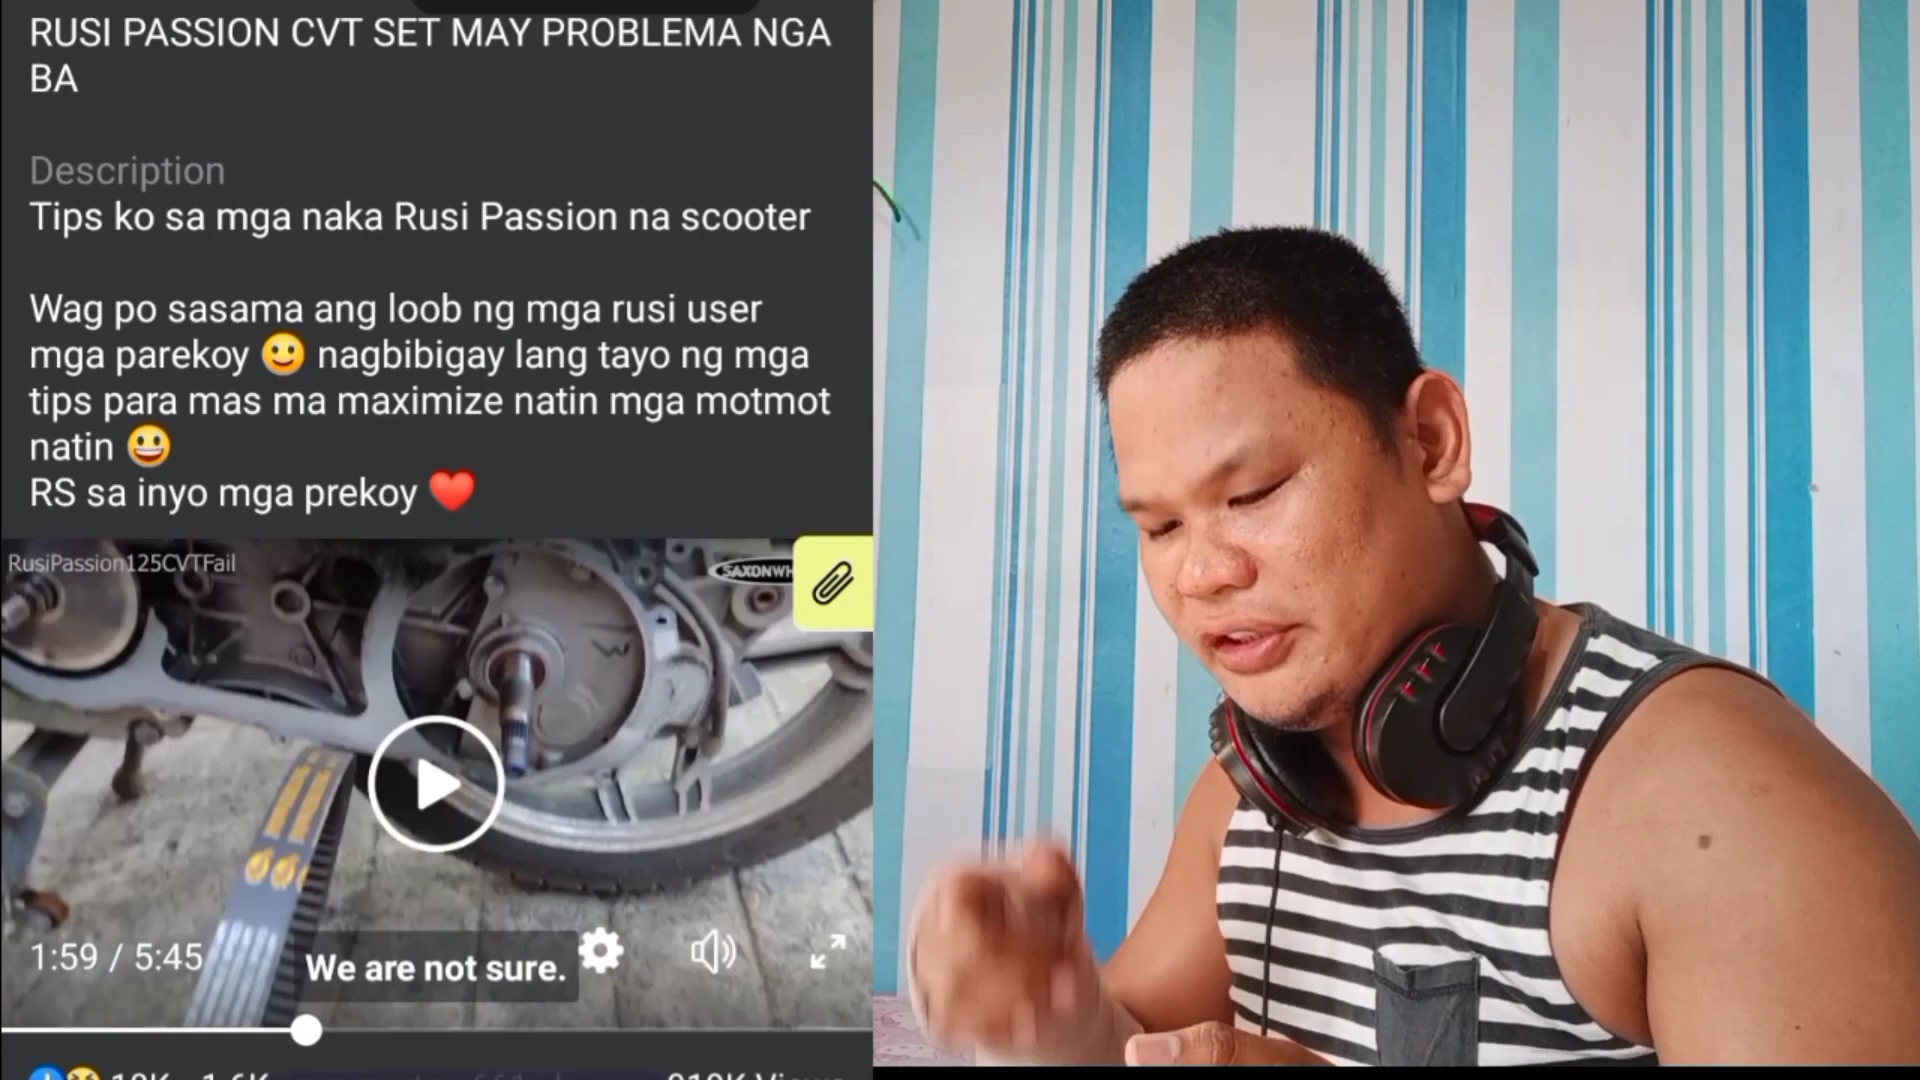 RUSI PASSION CVT SET MAY PROBLEMA NGA
BA
Description
Tips ko sa mga naka Rusi Passion na scooter
Wag po sasama ang loob ng mga rusi user
mga parekoy 🙂 nagbibigay lang tayo ng mga
tips para mas ma maximize natin mga motmot
natin 😃
RS sa inyo mga prekoy ❤️
RusiPassion125CVTFail
1:59 / 5:45
We are not sure.